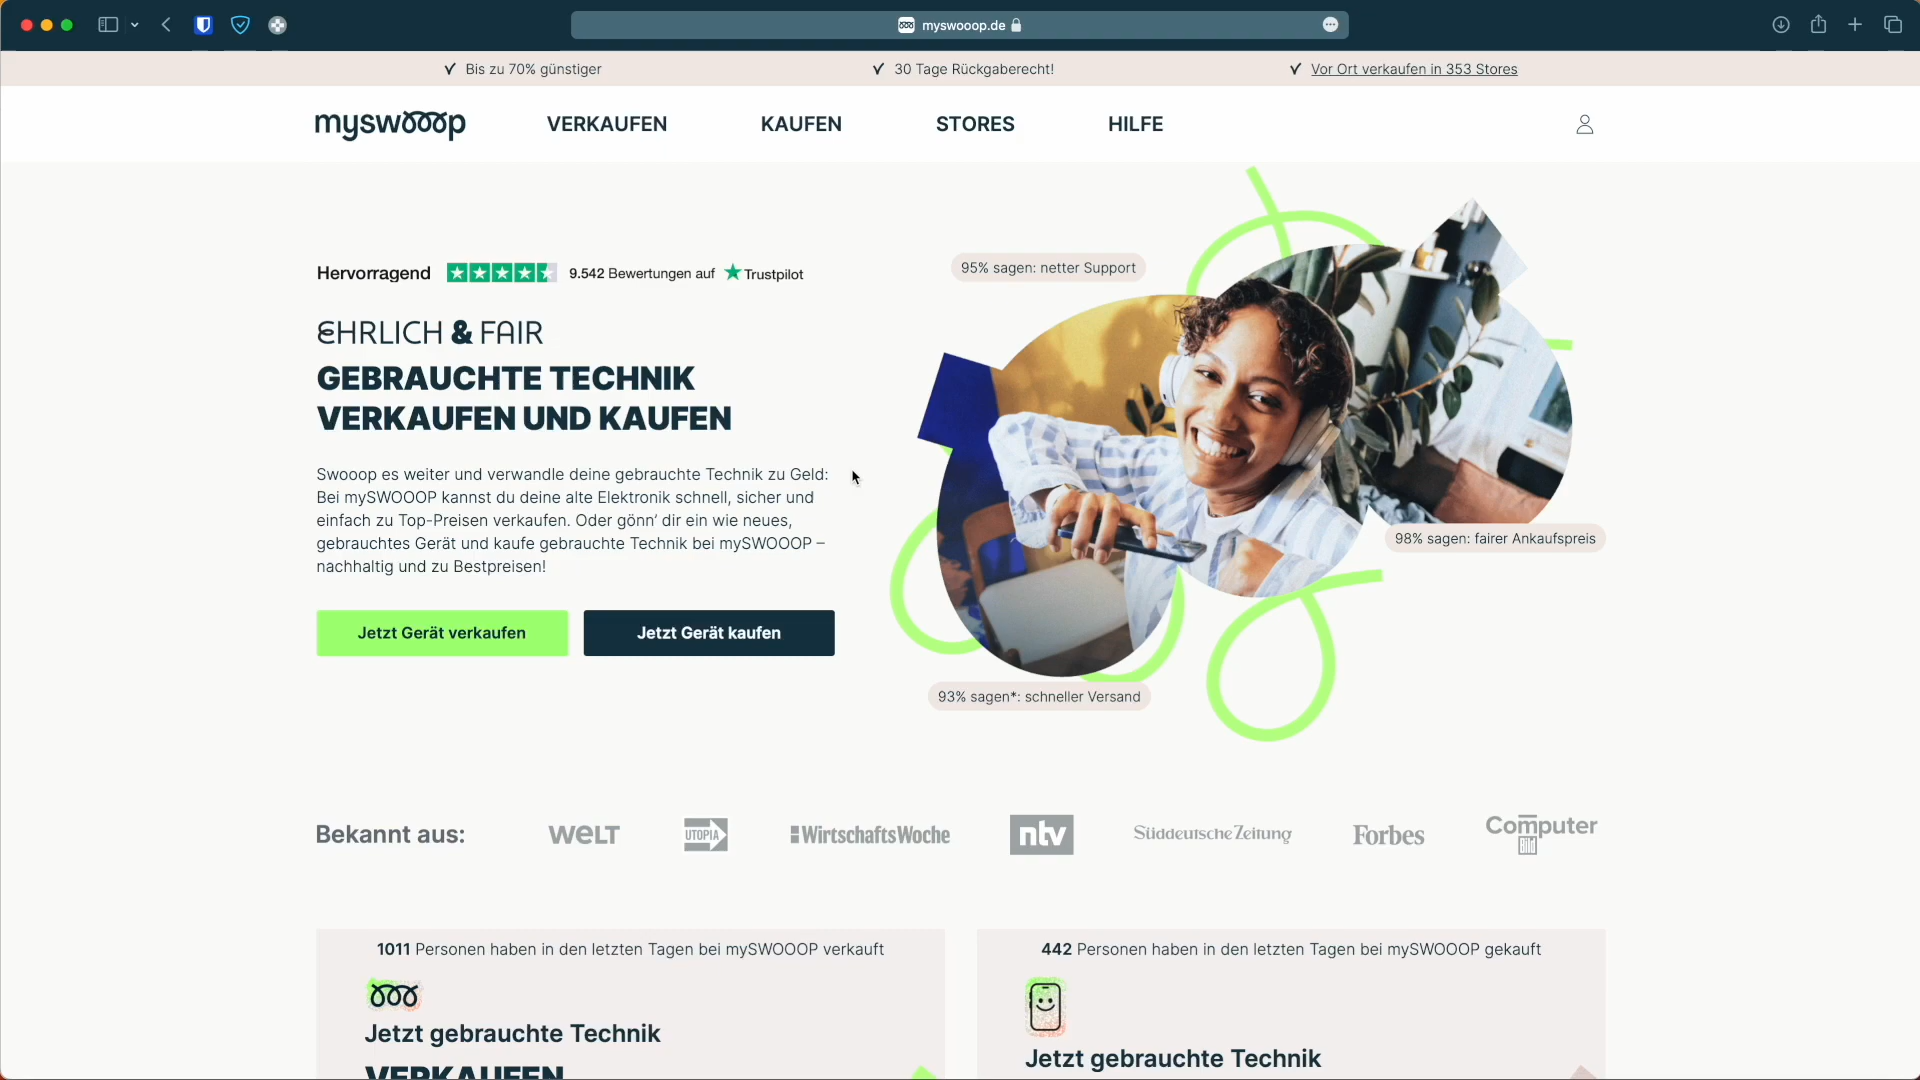 myswooop.de
Bis zu 70% günstiger
30 Tage Rückgaberecht!
Vor Ort verkaufen in 353 Stores
myswooop
VERKAUFEN
KAUFEN
STORES
HILFE
Hervorragend
9.542 Bewertungen auf
Trustpilot
EHRLICH & FAIR
GEBRAUCHTE TECHNIK
VERKAUFEN UND KAUFEN
Swooop es weiter und verwandle deine gebrauchte Technik zu Geld:
Bei mySWOOOP kannst du deine alte Elektronik schnell, sicher und
einfach zu Top-Preisen verkaufen. Oder gönn’ dir ein wie neues,
gebrauchtes Gerät und kaufe gebrauchte Technik bei mySWOOOP –
nachhaltig und zu Bestpreisen!
Jetzt Gerät verkaufen
Jetzt Gerät kaufen
95% sagen: netter Support
98% sagen: fairer Ankaufspreis
93% sagen*: schneller Versand
Bekannt aus:
WELT
UTOPIA
WirtschaftsWoche
ntv
Süddeutsche Zeitung
Forbes
Computer
Bild
1011 Personen haben in den letzten Tagen bei mySWOOOP verkauft
Jetzt gebrauchte Technik
VERKAUFEN
442 Personen haben in den letzten Tagen bei mySWOOOP gekauft
Jetzt gebrauchte Technik